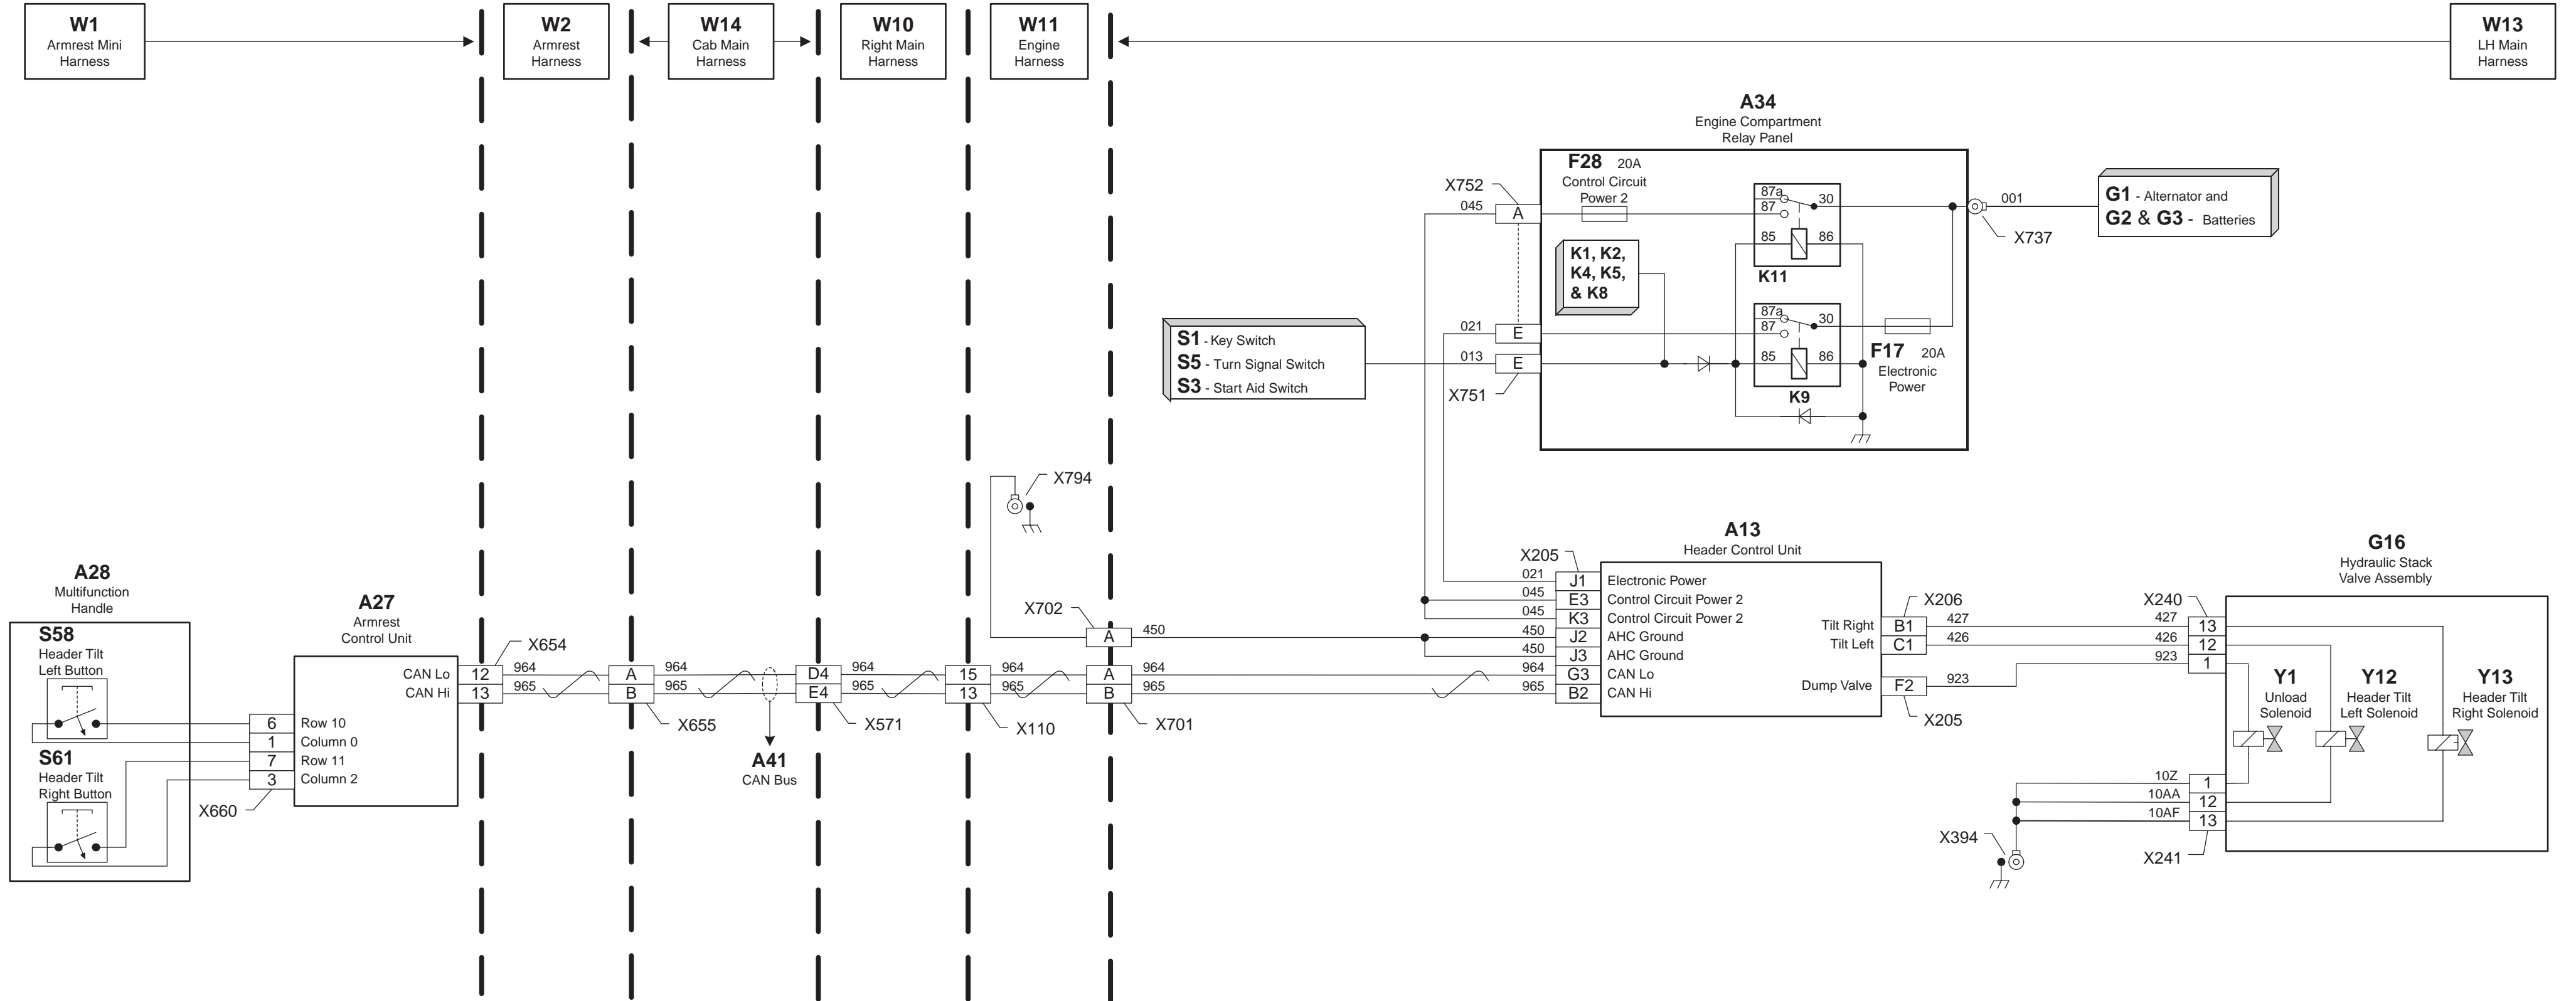 W1
Armrest Mini
Harness
W2
Armrest
Harness
W14
Cab Main
Harness
W10
Right Main
Harness
W11
Engine
Harness
W13
LH Main
Harness
A34
Engine Compartment
Relay Panel
F28 20A
Control Circuit
Power 2
X752
045
A
87a
87
30
85
86
K11
001
X737
G1 - Alternator and
G2 & G3 - Batteries
K1, K2,
K4, K5,
& K8
S1 - Key Switch
S5 - Turn Signal Switch
S3 - Start Aid Switch
021
E
013
E
X751
87a
87
30
85
86
K9
F17 20A
Electronic
Power
X794
A13
Header Control Unit
X205
021
J1
Electronic Power
045
E3
Control Circuit Power 2
045
K3
Control Circuit Power 2
450
J2
AHC Ground
450
J3
AHC Ground
964
G3
CAN Lo
965
B2
CAN Hi
X702
A
450
Tilt Right
B1
X206
427
Tilt Left
C1
426
Dump Valve
F2
923
X205
G16
Hydraulic Stack
Valve Assembly
X240
427
13
426
12
923
1
Y1
Unload
Solenoid
Y12
Header Tilt
Left Solenoid
Y13
Header Tilt
Right Solenoid
10Z
1
10AA
12
10AF
13
X394
X241
A28
Multifunction
Handle
S58
Header Tilt
Left Button
S61
Header Tilt
Right Button
A27
Armrest
Control Unit
6
Row 10
1
Column 0
7
Row 11
3
Column 2
X660
CAN Lo
12
CAN Hi
13
X654
964
965
A
B
X655
964
965
A41
CAN Bus
D4
E4
X571
964
965
15
13
X110
964
965
A
B
X701
964
965